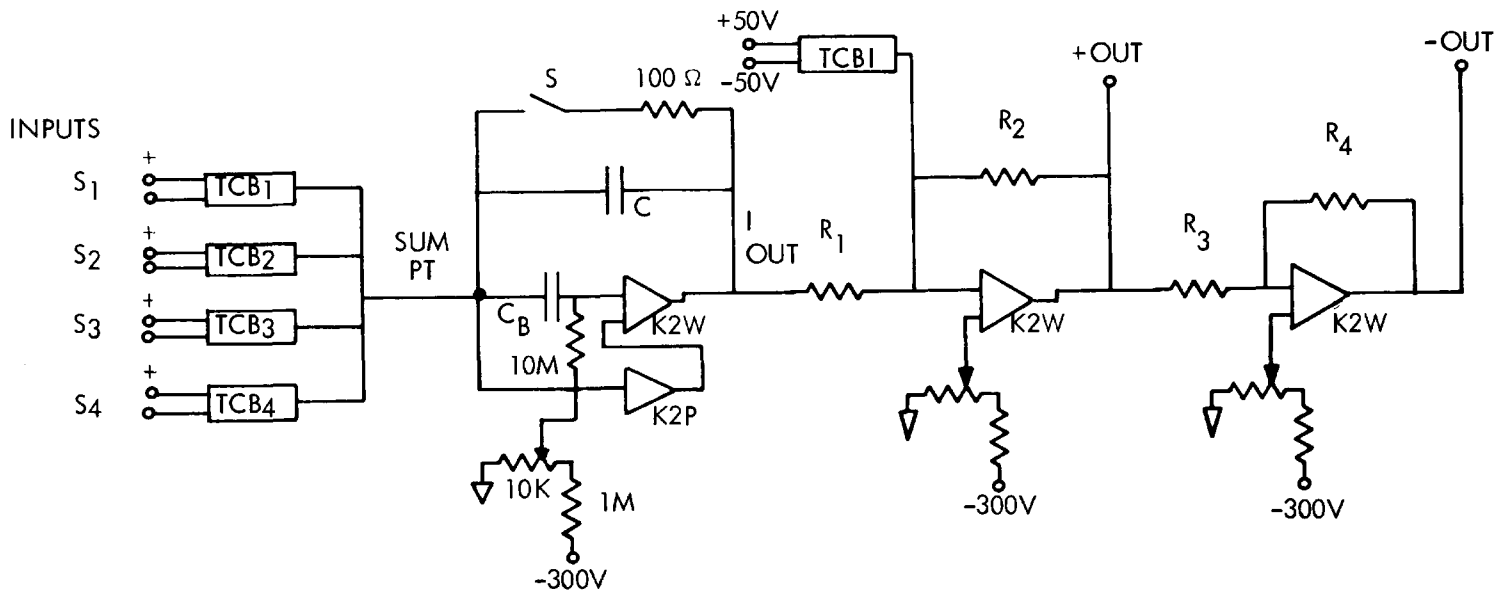 +50V
-50V
TCB1
+OUT
-OUT
S
100 Ω
R2
R4
INPUTS
+
S1
TCB1
+
S2
TCB2
+
S3
TCB3
+
S4
TCB4
SUM
PT
C
I
OUT
R1
R3
CB
K2W
K2W
K2W
10M
K2P
10K
1M
-300V
-300V
-300V